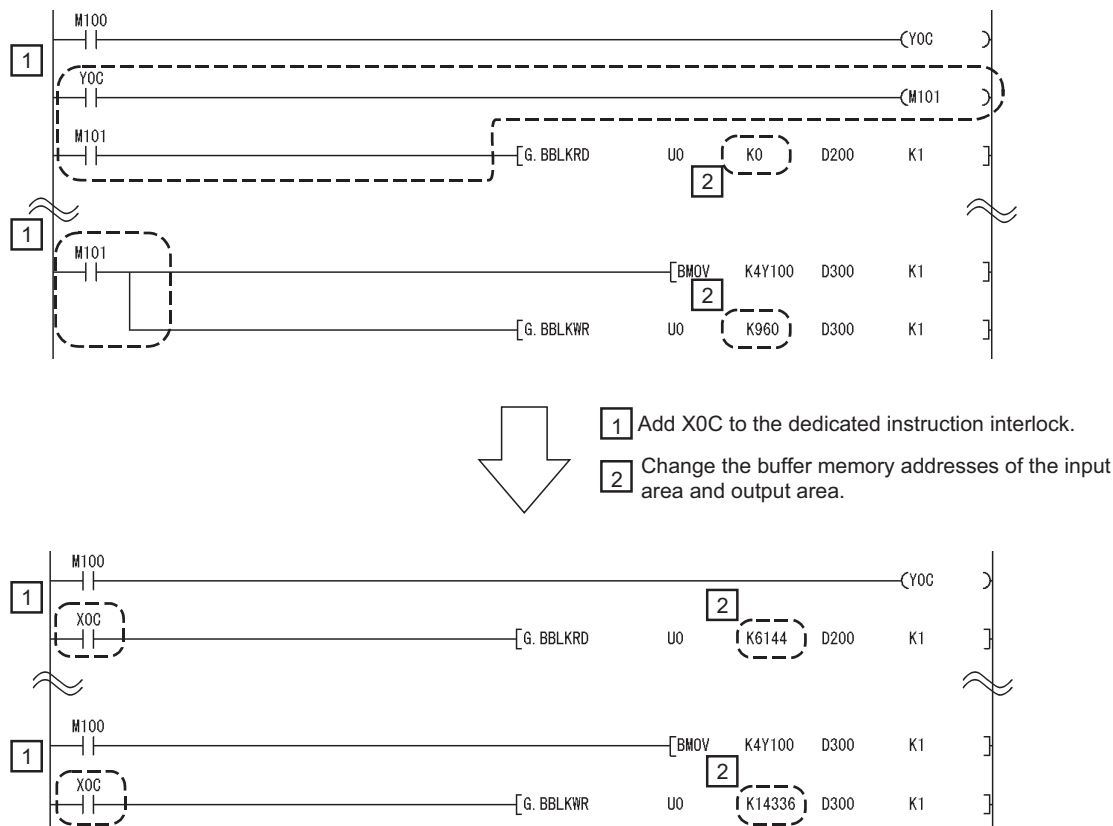 M100
(Y0C )
1
Y0C
(M101 )
M101
[G.BBLKRD U0 K0 D200 K1 ]
2
1
M101
[BMOV K4Y100 D300 K1 ]
2
[G.BBLKWR U0 K960 D300 K1 ]
1 Add X0C to the dedicated instruction interlock.
2 Change the buffer memory addresses of the input
area and output area.
M100
(Y0C )
1
2
X0C
[G.BBLKRD U0 K6144 D200 K1 ]
M100
1
[BMOV K4Y100 D300 K1 ]
2
X0C
[G.BBLKWR U0 K14336 D300 K1 ]